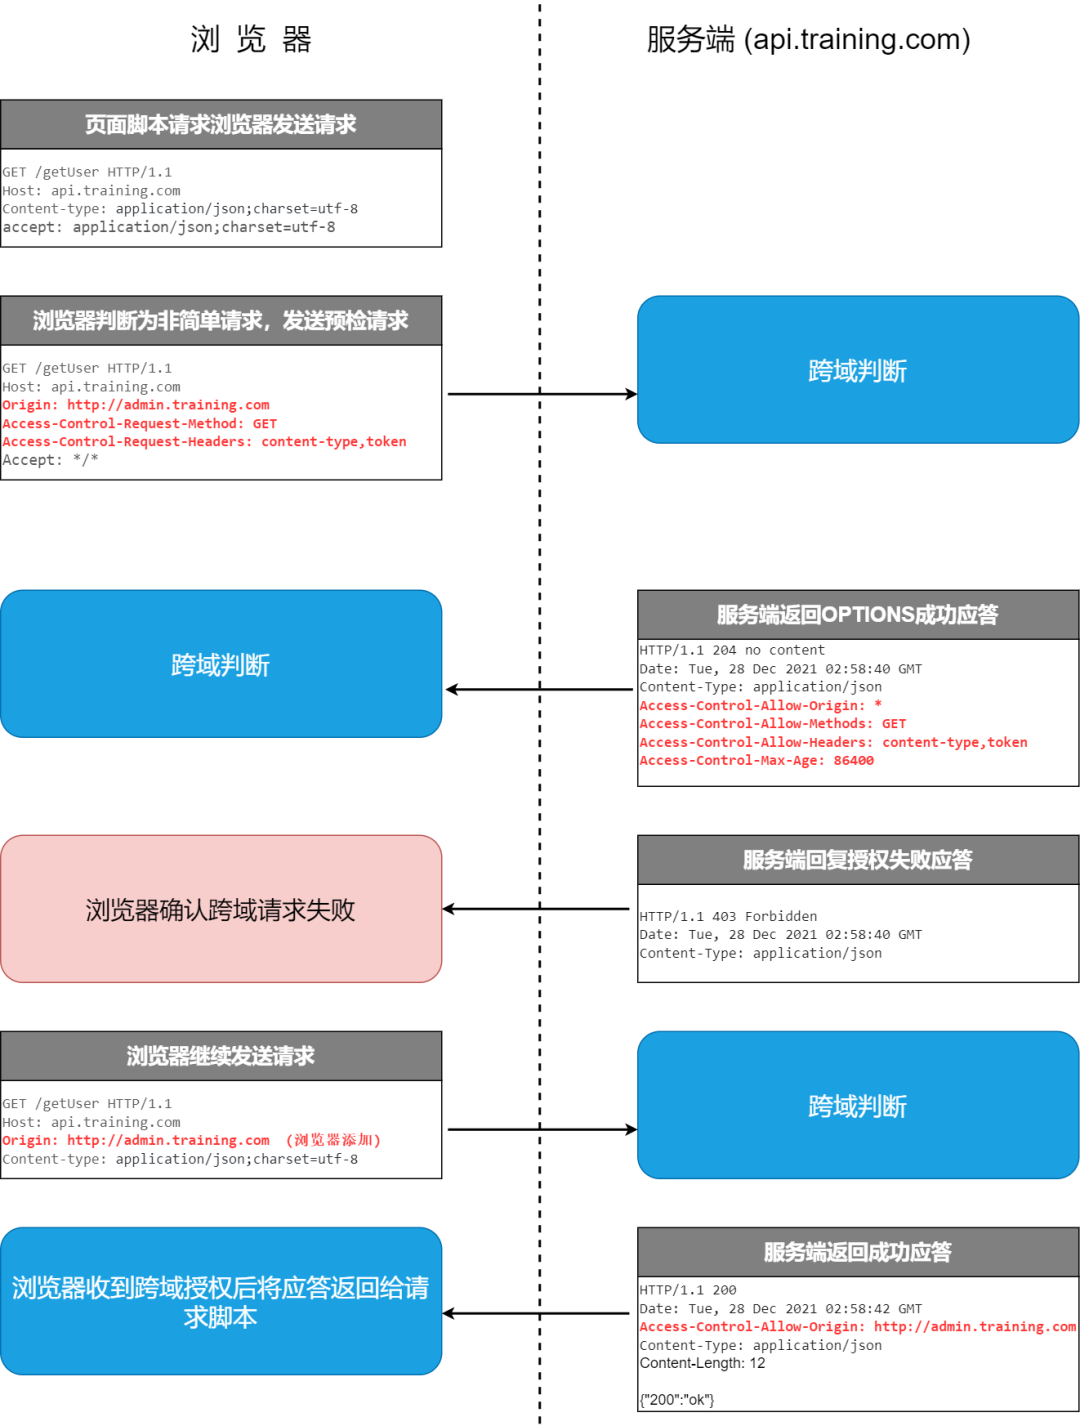 浏 览 器
服务端 (api.training.com)
页面脚本请求浏览器发送请求
GET /getUser HTTP/1.1
Host: api.training.com
Content-type: application/json;charset=utf-8
accept: application/json;charset=utf-8
浏览器判断为非简单请求，发送预检请求
GET /getUser HTTP/1.1
Host: api.training.com
Origin: http://admin.training.com
Access-Control-Request-Method: GET
Access-Control-Request-Headers: content-type,token
Accept: */*
跨域判断
跨域判断
服务端返回OPTIONS成功应答
HTTP/1.1 204 no content
Date: Tue, 28 Dec 2021 02:58:40 GMT
Content-Type: application/json
Access-Control-Allow-Origin: *
Access-Control-Allow-Methods: GET
Access-Control-Allow-Headers: content-type,token
Access-Control-Max-Age: 86400
浏览器确认跨域请求失败
服务端回复授权失败应答
HTTP/1.1 403 Forbidden
Date: Tue, 28 Dec 2021 02:58:40 GMT
Content-Type: application/json
浏览器继续发送请求
GET /getUser HTTP/1.1
Host: api.training.com
Origin: http://admin.training.com （浏览器添加）
Content-type: application/json;charset=utf-8
跨域判断
浏览器收到跨域授权后将应答返回给请
求脚本
服务端返回成功应答
HTTP/1.1 200
Date: Tue, 28 Dec 2021 02:58:42 GMT
Access-Control-Allow-Origin: http://admin.training.com
Content-Type: application/json
Content-Length: 12
{"200":"ok"}